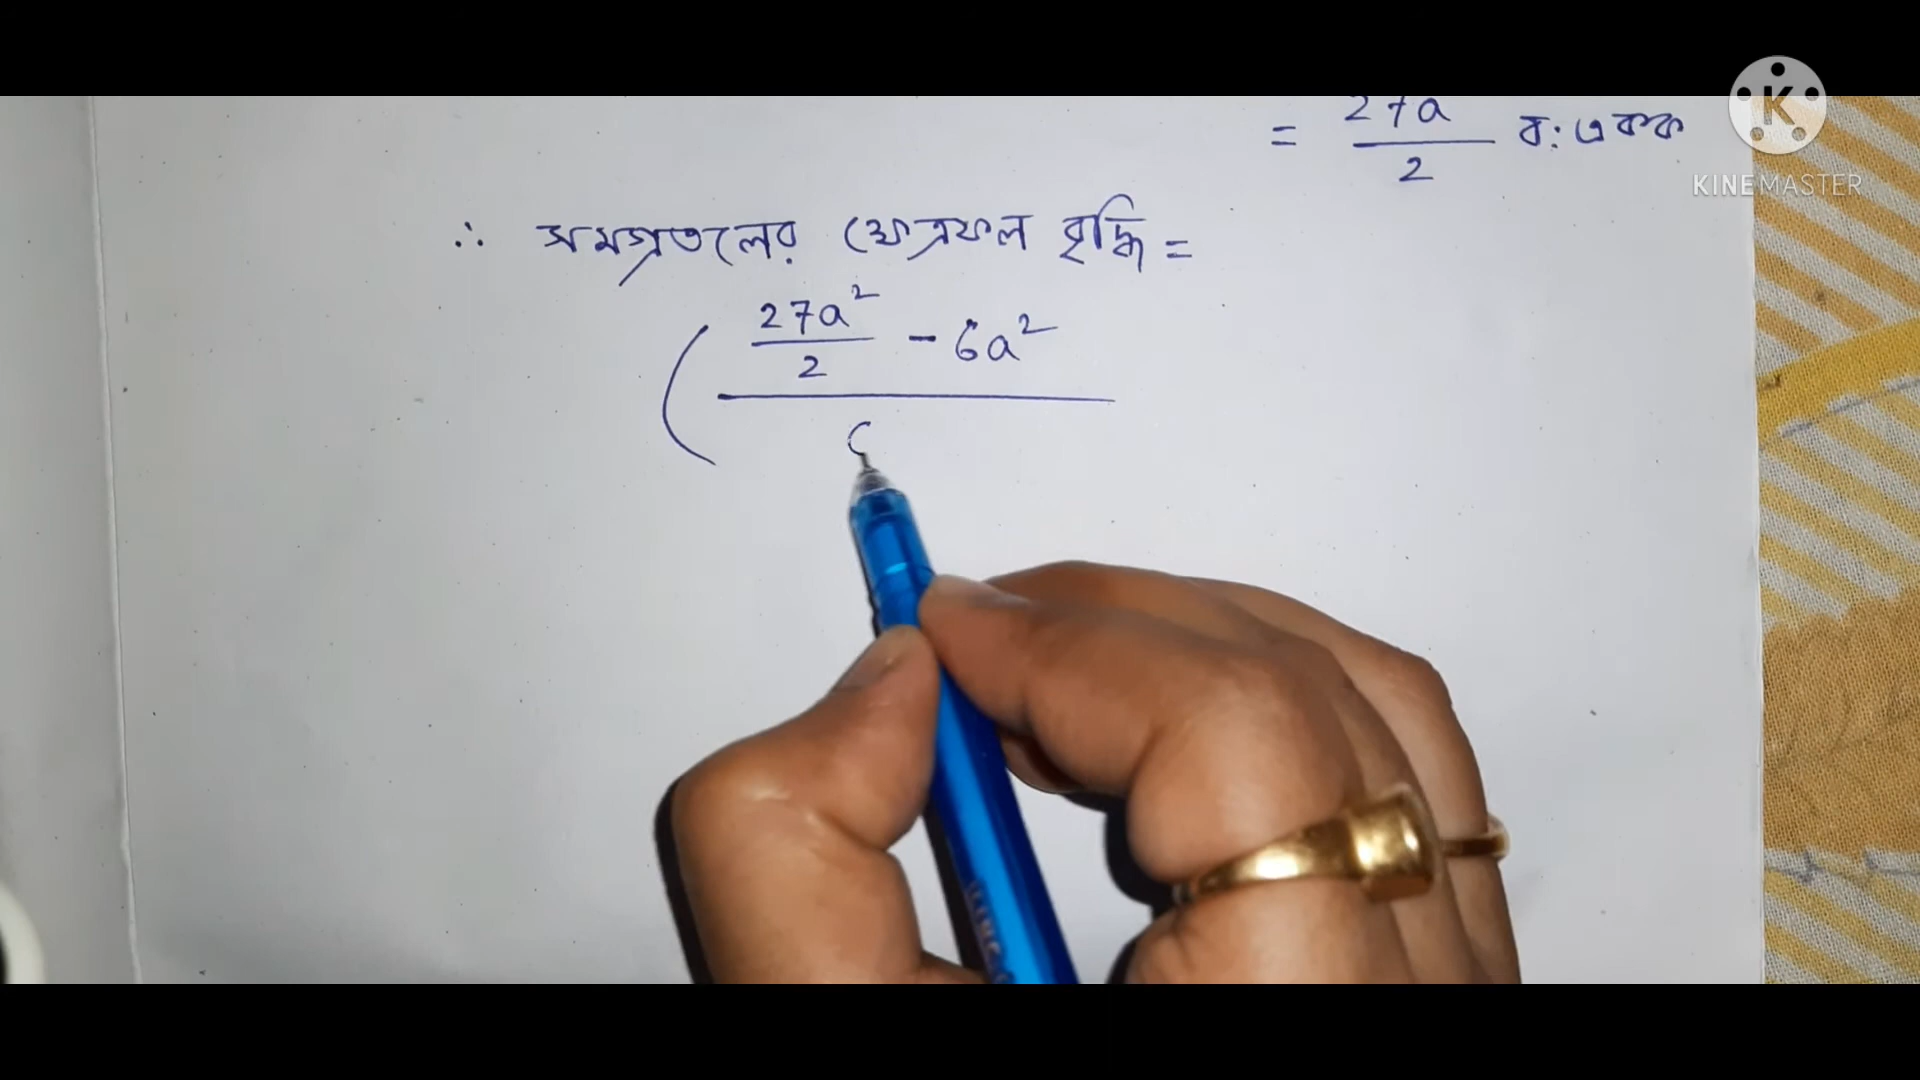 = 27a / 2 ব: একক
∴ সমগ্রতলের ক্ষেত্রফল বৃদ্ধি =
( 27a² / 2 - 6a²
KINEMASTER